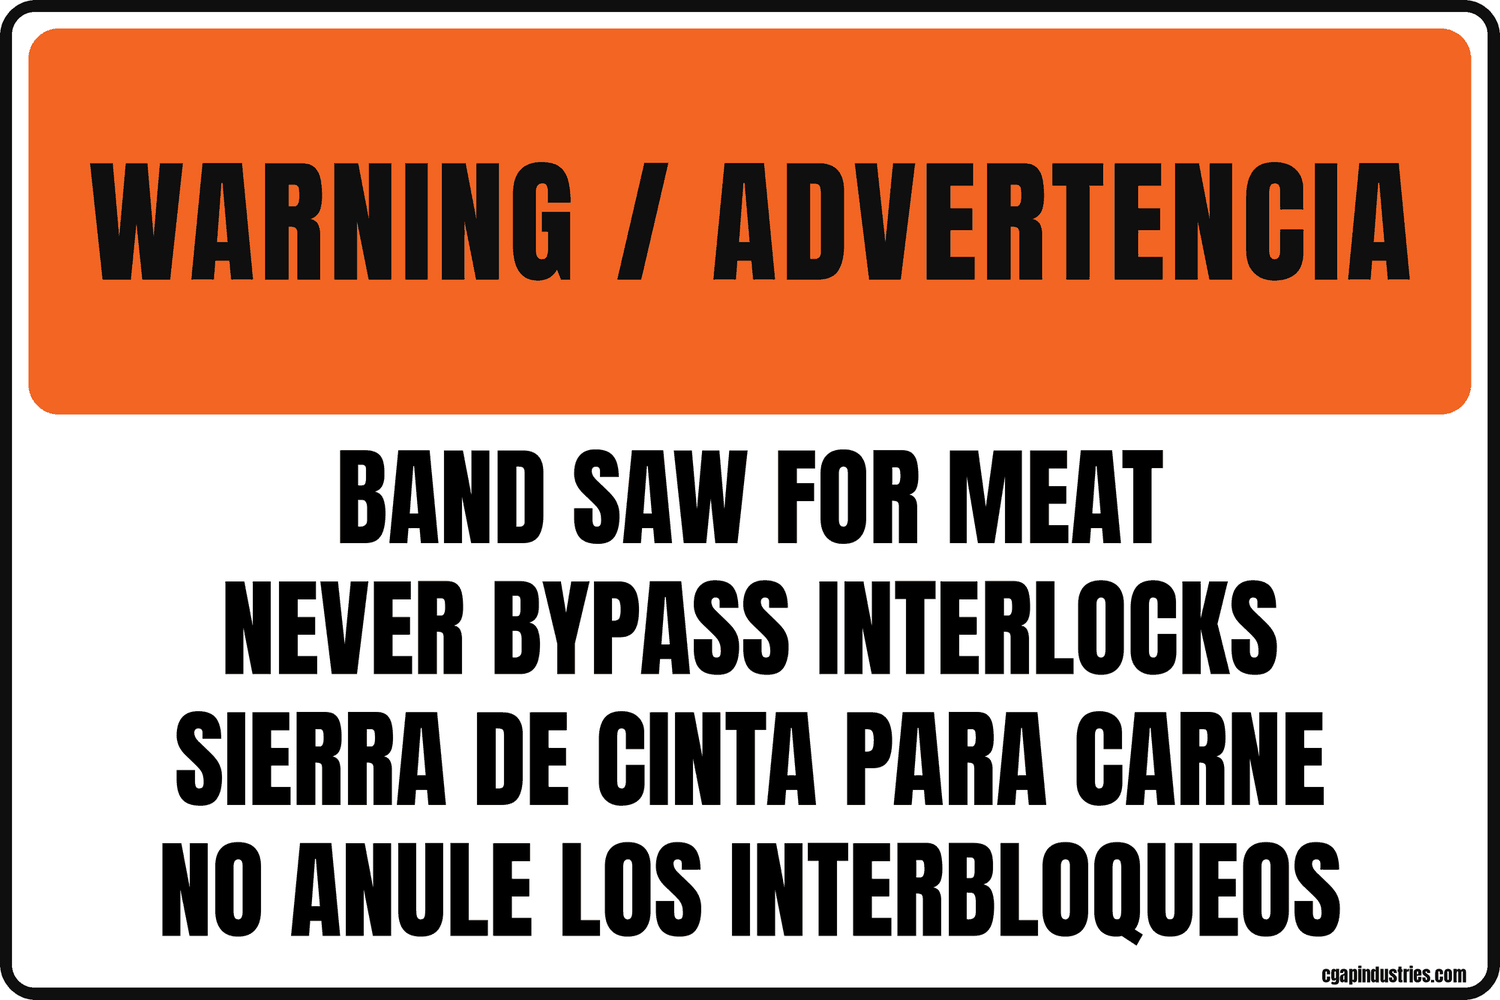 WARNING / ADVERTENCIA
BAND SAW FOR MEAT
NEVER BYPASS INTERLOCKS
SIERRA DE CINTA PARA CARNE
NO ANULE LOS INTERBLOQUEOS
cgapindustries.com